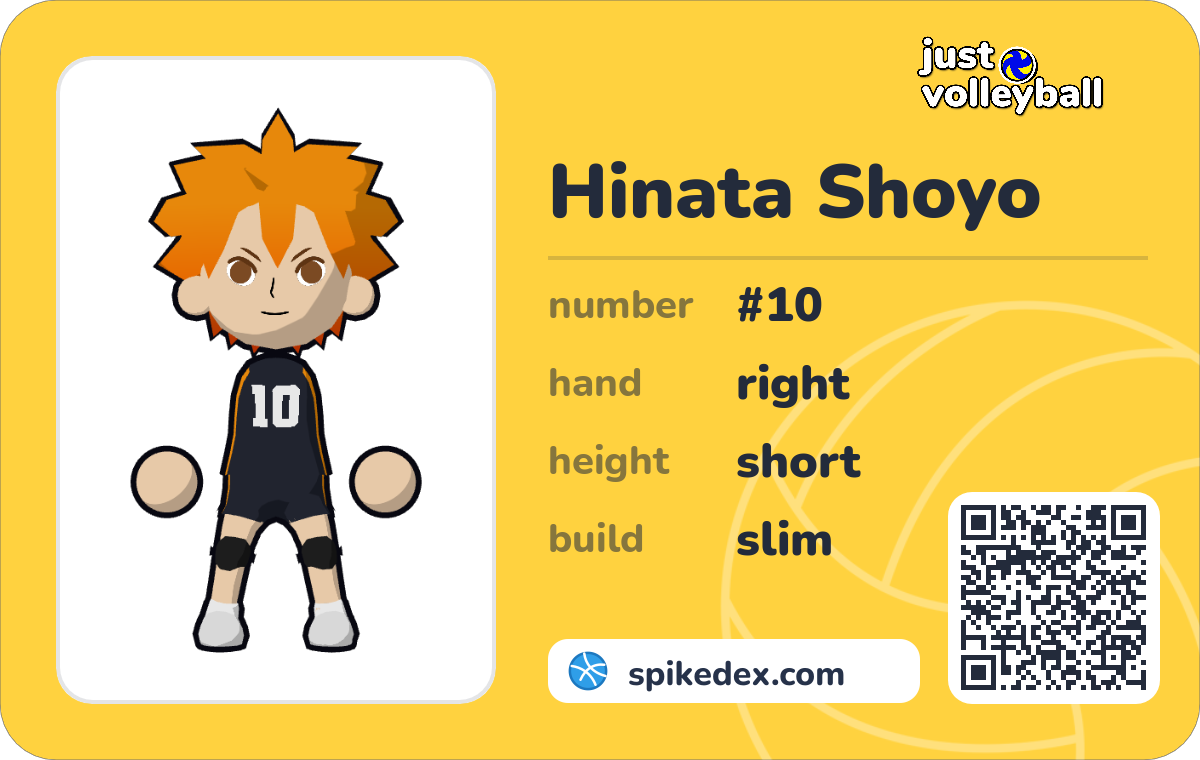 just
volleyball
Hinata Shoyo
number #10
hand right
height short
build slim
10
spikedex.com